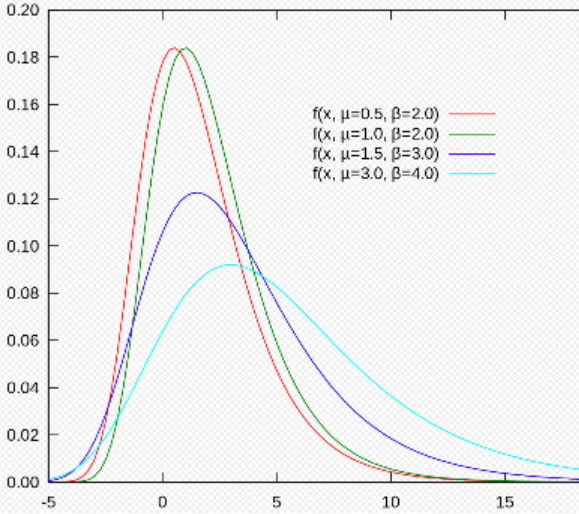 0.20
0.18
0.16
f(x, μ=0.5, β=2.0)
0.14
f(x, μ=1.0, β=2.0)
f(x, μ=1.5, β=3.0)
f(x, μ=3.0, β=4.0)
0.12
0.10
0.08
0.06
0.04
0.02
0.00
-5 0 5 10 15